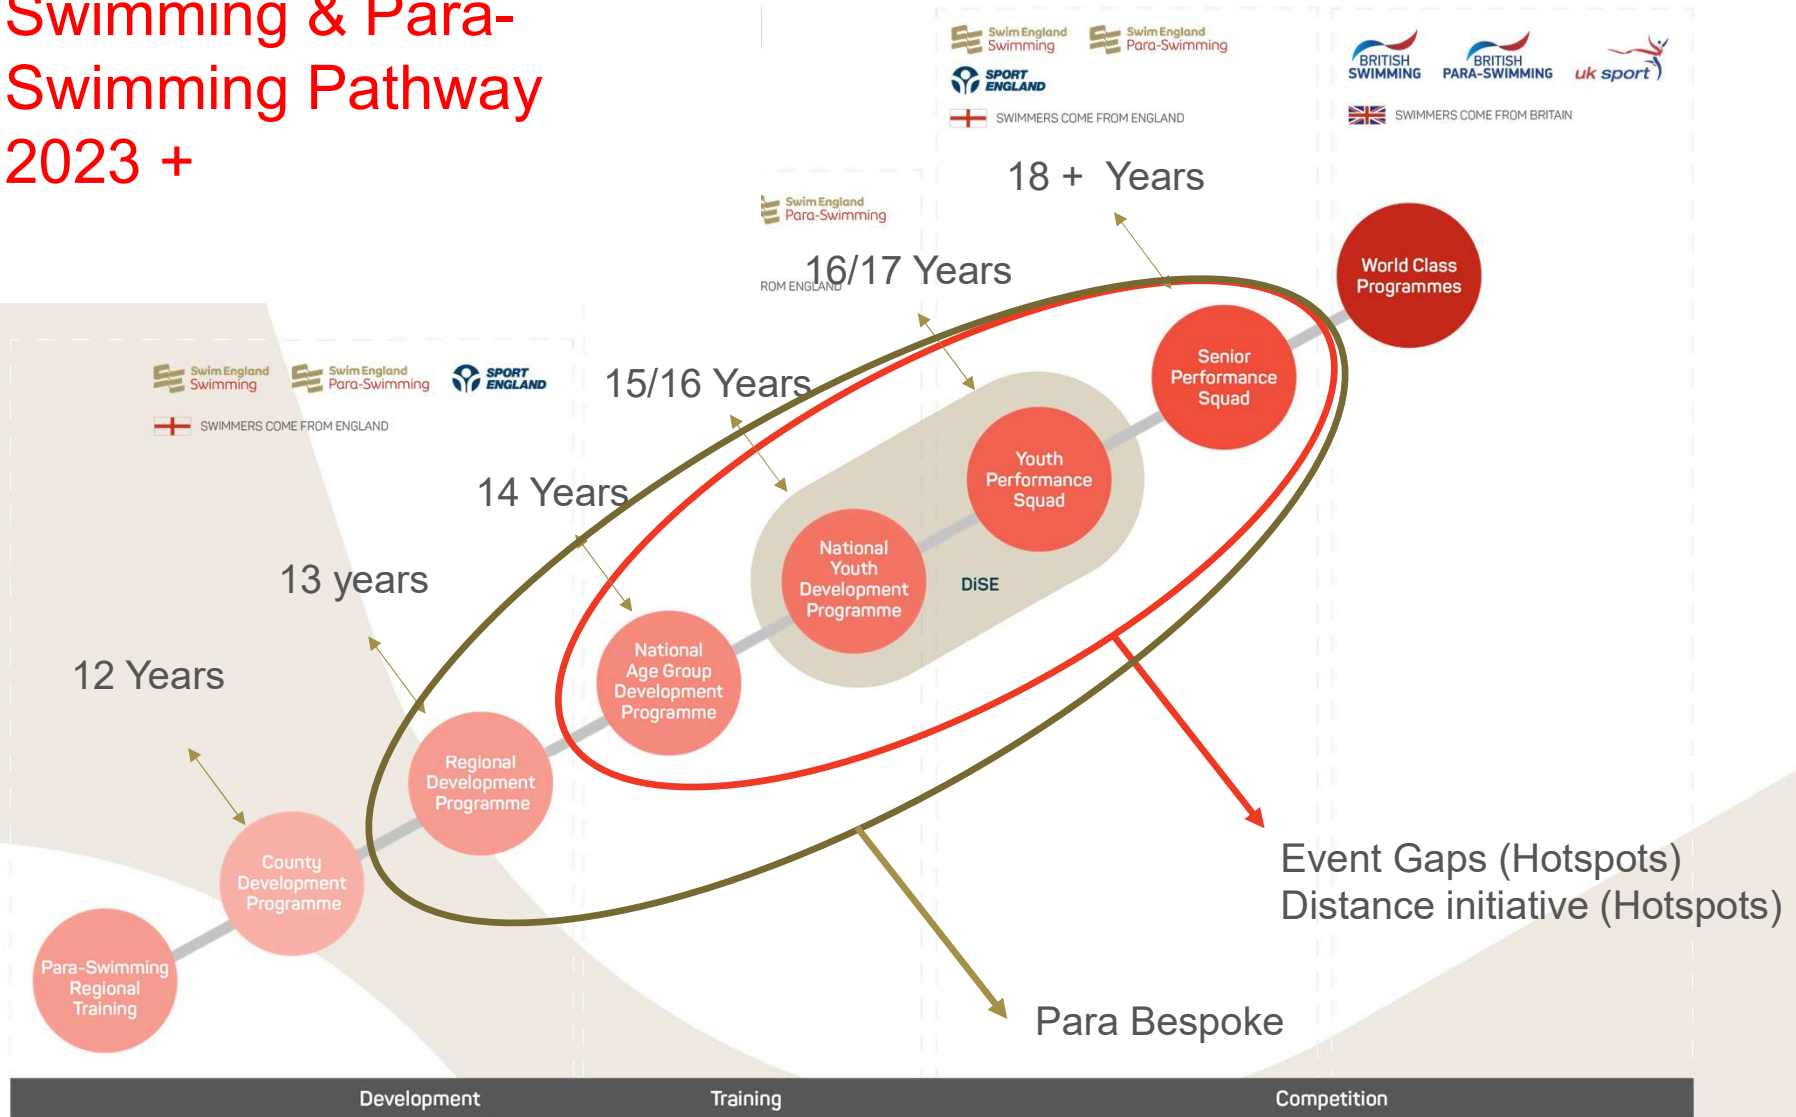 Swimming & Para-
Swimming Pathway
2023 +
Swim England
Swimming
Swim England
Para-Swimming
SPORT
ENGLAND
SWIMMERS COME FROM ENGLAND
BRITISH
SWIMMING
BRITISH
PARA-SWIMMING
uk sport
SWIMMERS COME FROM BRITAIN
18 + Years
Swim England
Para-Swimming
16/17 Years
ROM ENGLAND
World Class
Programmes
Swim England
Swimming
Swim England
Para-Swimming
SPORT
ENGLAND
SWIMMERS COME FROM ENGLAND
15/16 Years
Senior
Performance
Squad
14 Years
Youth
Performance
Squad
13 years
National
Youth
Development
Programme
DiSE
12 Years
National
Age Group
Development
Programme
Regional
Development
Programme
County
Development
Programme
Event Gaps (Hotspots)
Distance initiative (Hotspots)
Para-Swimming
Regional
Training
Para Bespoke
Development
Training
Competition